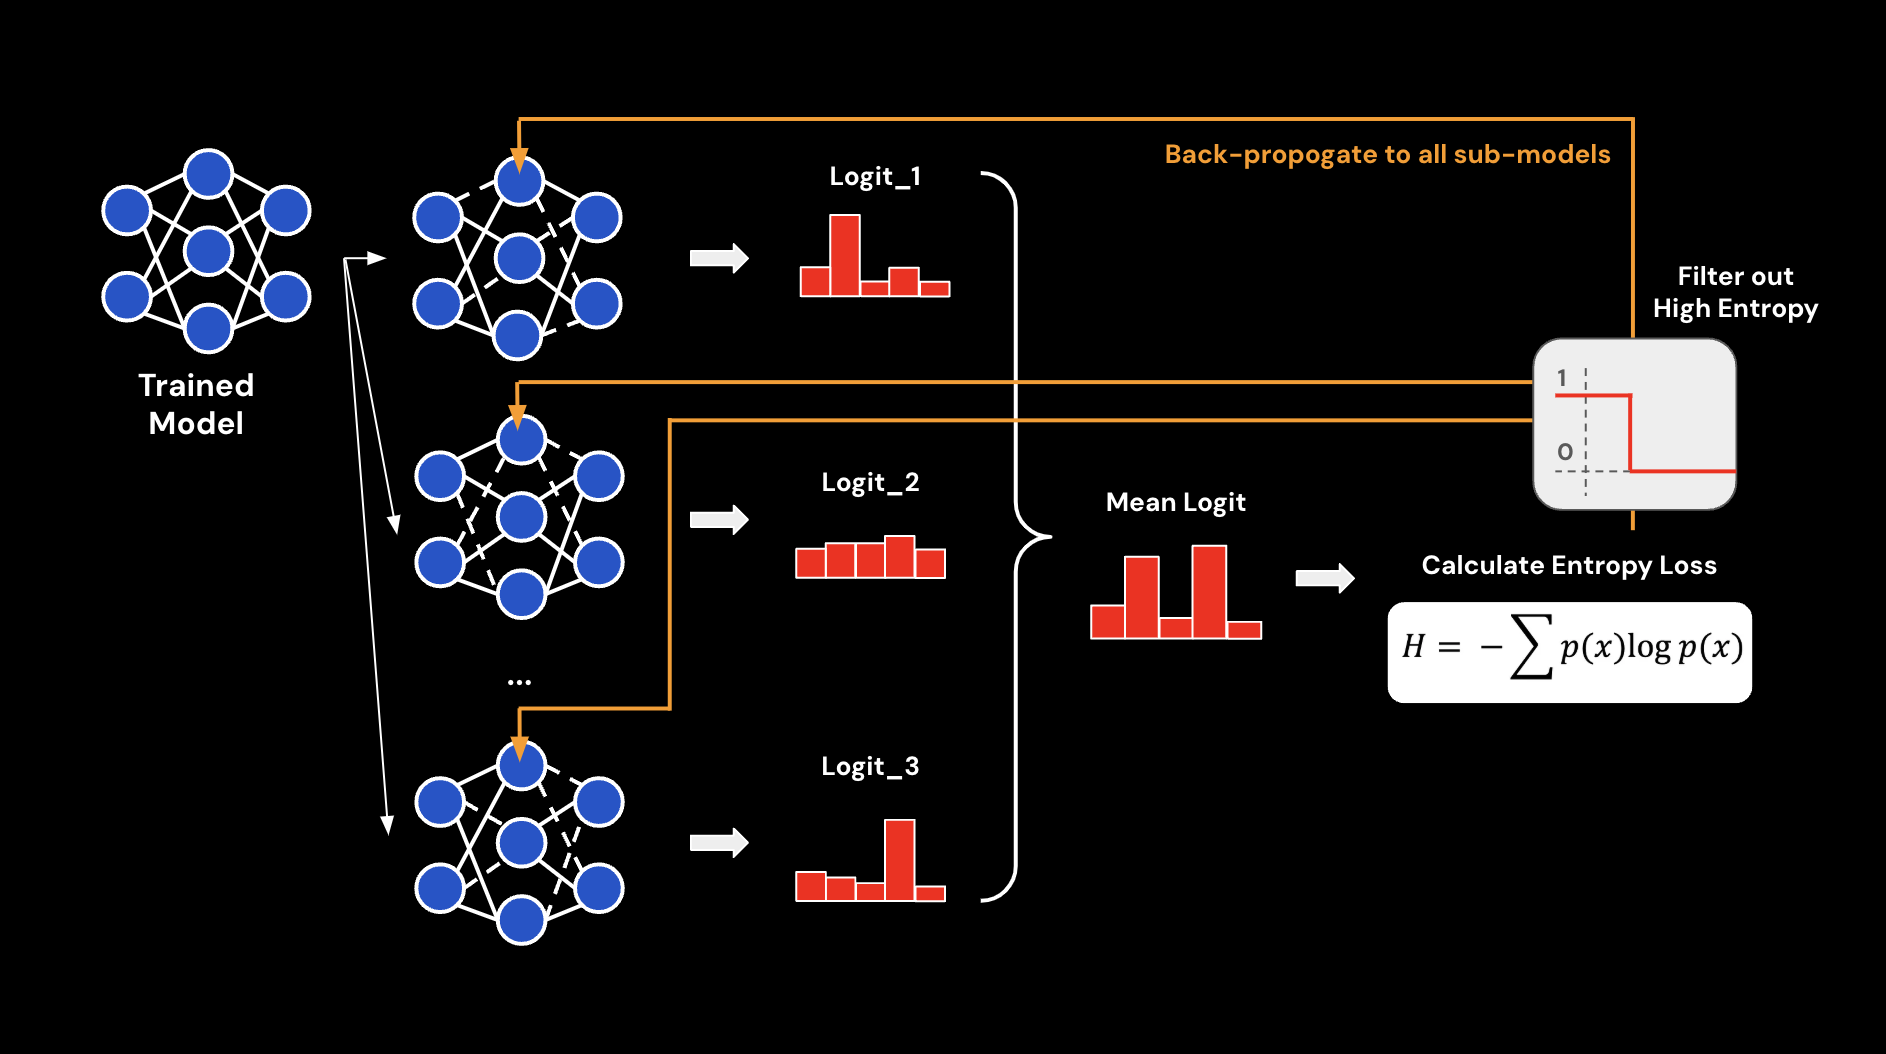 Back-propogate to all sub-models
Logit_1
Filter out
High Entropy
Trained
Model
1
0
Logit_2
Mean Logit
Calculate Entropy Loss
H = − ∑ p(x)log p(x)
...
Logit_3